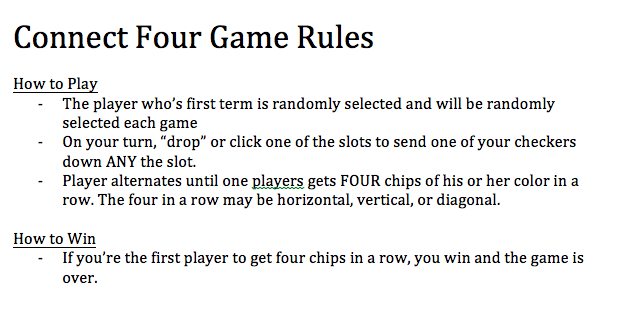 Connect Four Game Rules
How to Play
- The player who's first term is randomly selected and will be randomly
selected each game
- On your turn, “drop” or click one of the slots to send one of your checkers
down ANY the slot.
- Player alternates until one players gets FOUR chips of his or her color in a
row. The four in a row may be horizontal, vertical, or diagonal.
How to Win
- If you're the first player to get four chips in a row, you win and the game is
over.